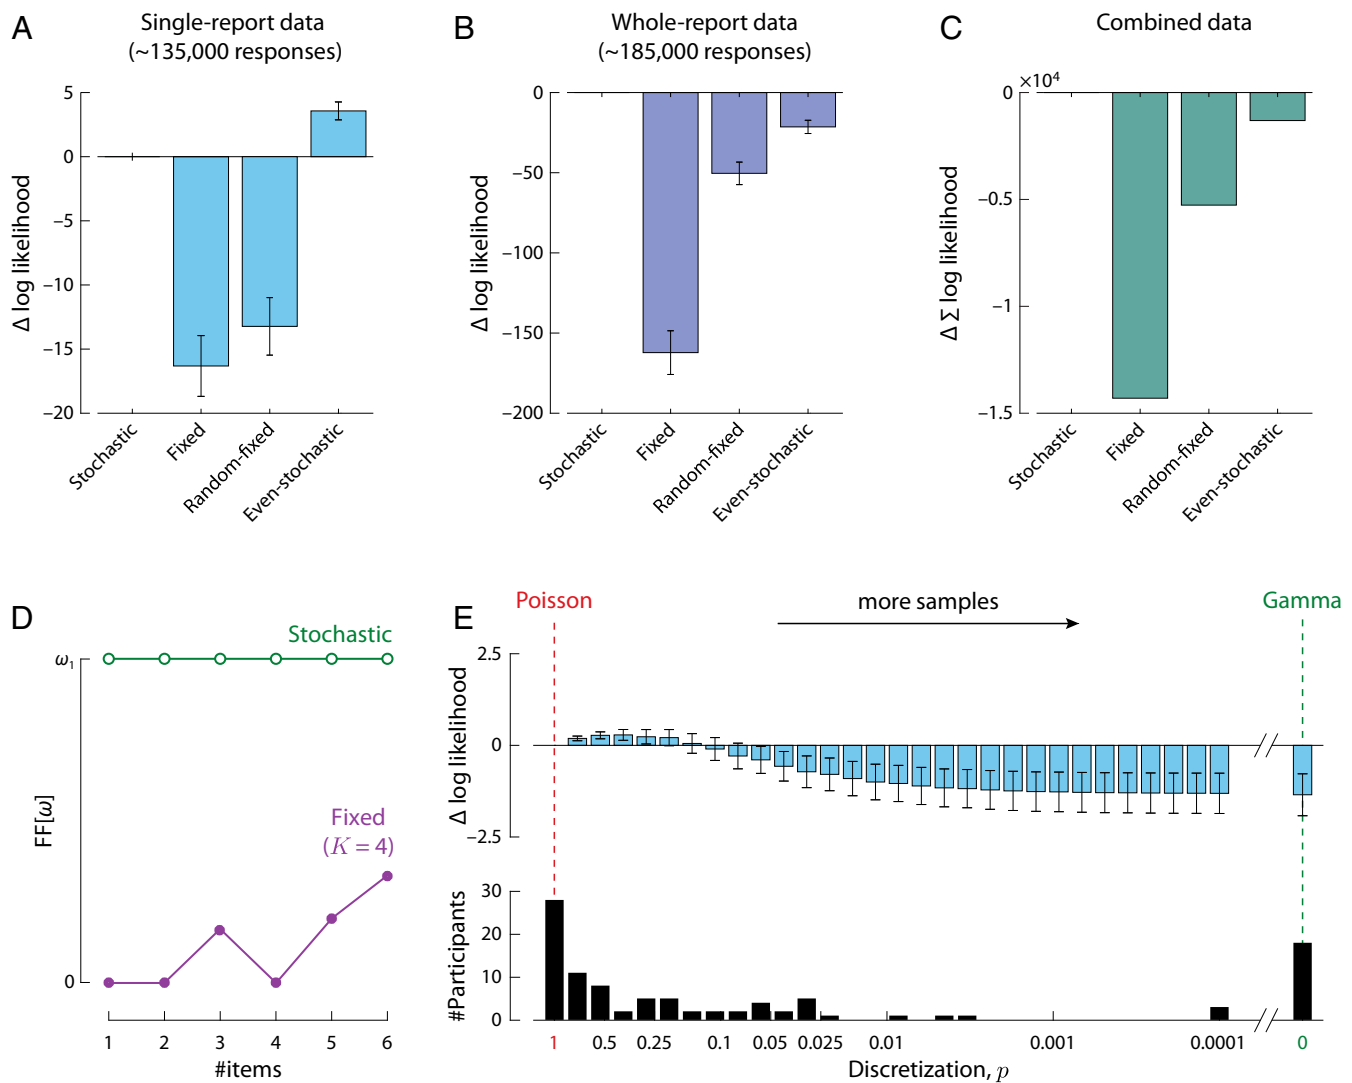 A
Single-report data
(~135,000 responses)
5
0
−5
−10
−15
−20
Δ log likelihood
Stochastic
Fixed
Random-fixed
Even-stochastic
B
Whole-report data
(~185,000 responses)
0
−50
−100
−150
−200
Δ log likelihood
Stochastic
Fixed
Random-fixed
Even-stochastic
C
Combined data
×10⁴
0
−0.5
−1
−1.5
Δ Σ log likelihood
Stochastic
Fixed
Random-fixed
Even-stochastic
D
Stochastic
ω₁
Fixed
(K = 4)
0
FF[ω]
1 2 3 4 5 6
#items
E
Poisson
more samples
Gamma
2.5
0
−2.5
Δ log likelihood
30
20
10
0
#Participants
1 0.5 0.25 0.1 0.05 0.025 0.01 0.001 0.0001 0
Discretization, p